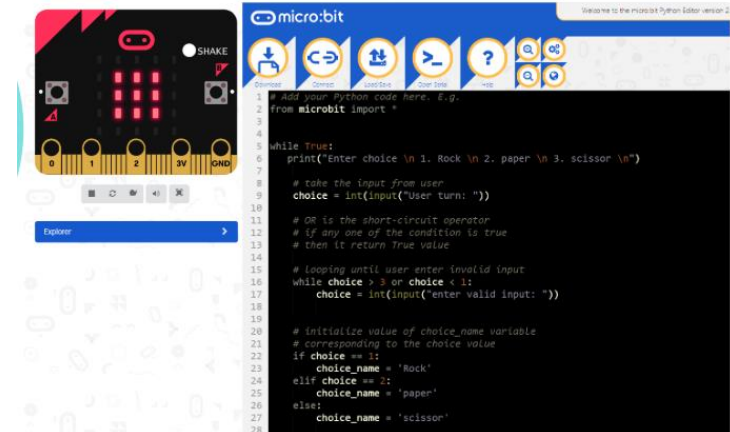 micro:bit
Welcome to the micro:bit Python Editor version 2
SHAKE
B
A
0 1 2 3V GND
Download Connect Load/Save Open Serial Help
Explorer
1 # Add your Python code here. E.g.
2 from microbit import *
3
4
5 while True:
6 print("Enter choice \n 1. Rock \n 2. paper \n 3. scissor \n")
7
8 # take the input from user
9 choice = int(input("User turn: "))
10
11 # OR is the short-circuit operator
12 # if any one of the condition is true
13 # then it return True value
14
15 # looping until user enter invalid input
16 while choice > 3 or choice < 1:
17 choice = int(input("enter valid input: "))
18
19
20 # initialize value of choice_name variable
21 # corresponding to the choice value
22 if choice == 1:
23 choice_name = 'Rock'
24 elif choice == 2:
25 choice_name = 'paper'
26 else:
27 choice_name = 'scissor'
28